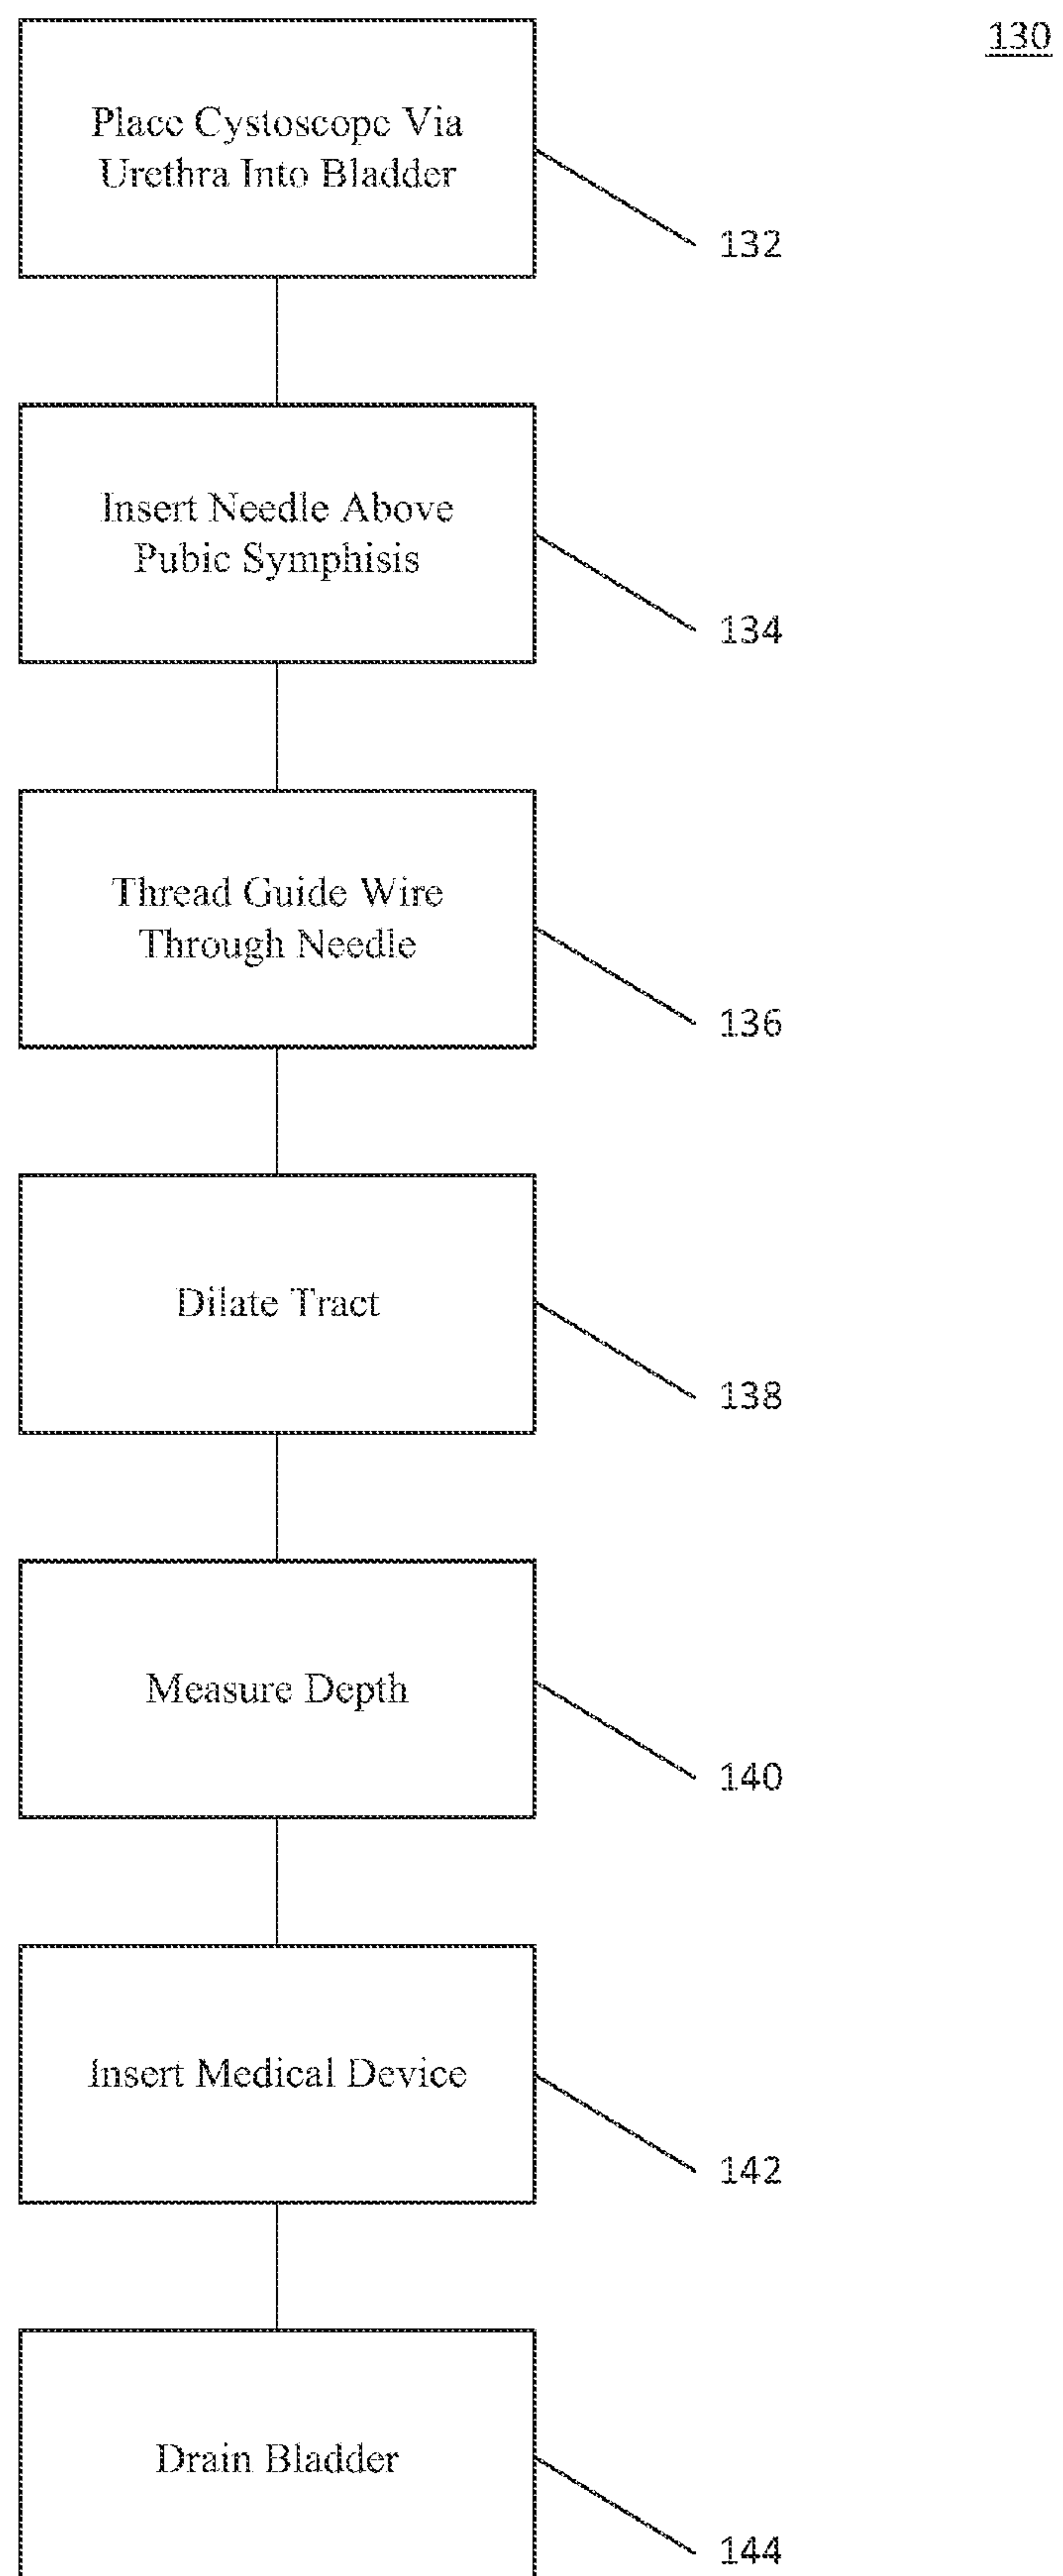 130
Place Cystoscope Via
Urethra Into Bladder
132
Insert Needle Above
Pubic Symphisis
134
Thread Guide Wire
Through Needle
136
Dilate Tract
138
Measure Depth
140
Insert Medical Device
142
Drain Bladder
144